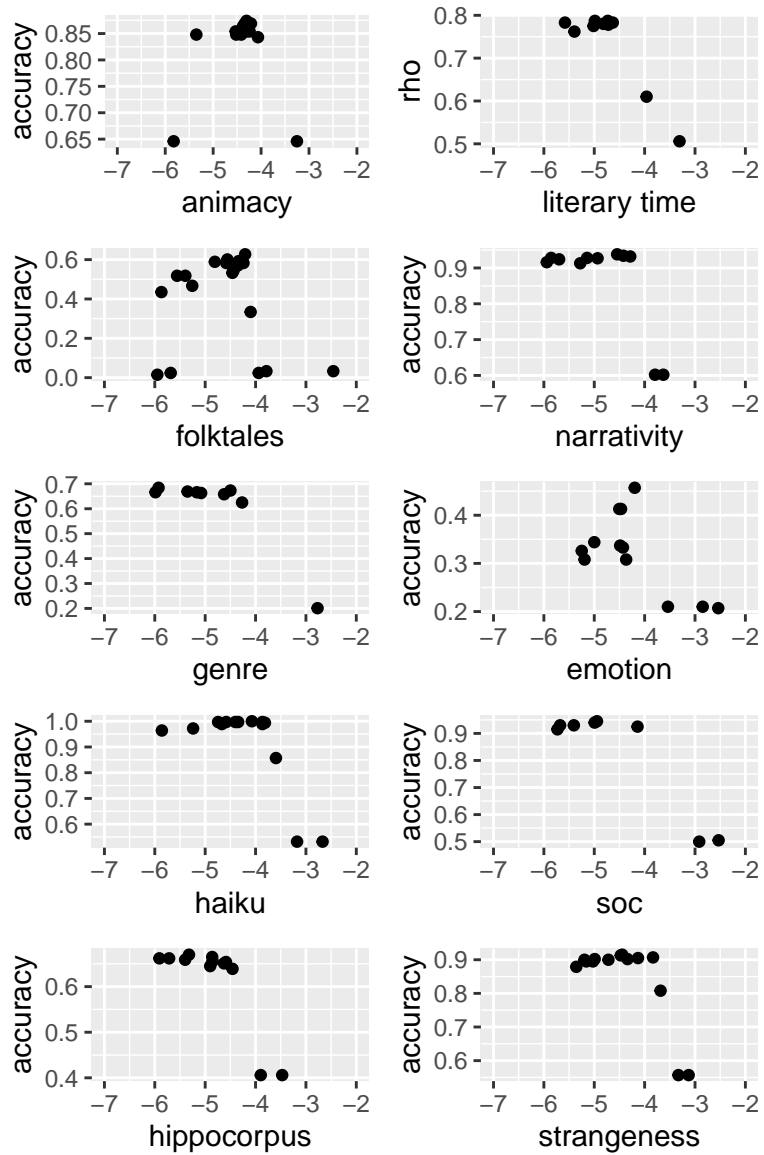 accuracy
0.85
0.80
0.75
0.70
0.65
−7 −6 −5 −4 −3 −2
animacy
rho
0.8
0.7
0.6
0.5
−7 −6 −5 −4 −3 −2
literary time
accuracy
0.6
0.4
0.2
0.0
−7 −6 −5 −4 −3 −2
folktales
accuracy
0.9
0.8
0.7
0.6
−7 −6 −5 −4 −3 −2
narrativity
accuracy
0.7
0.6
0.5
0.4
0.3
0.2
−7 −6 −5 −4 −3 −2
genre
accuracy
0.4
0.3
0.2
−7 −6 −5 −4 −3 −2
emotion
accuracy
1.0
0.9
0.8
0.7
0.6
−7 −6 −5 −4 −3 −2
haiku
accuracy
0.9
0.8
0.7
0.6
0.5
−7 −6 −5 −4 −3 −2
soc
accuracy
0.6
0.5
0.4
−7 −6 −5 −4 −3 −2
hippocorpus
accuracy
0.9
0.8
0.7
0.6
−7 −6 −5 −4 −3 −2
strangeness